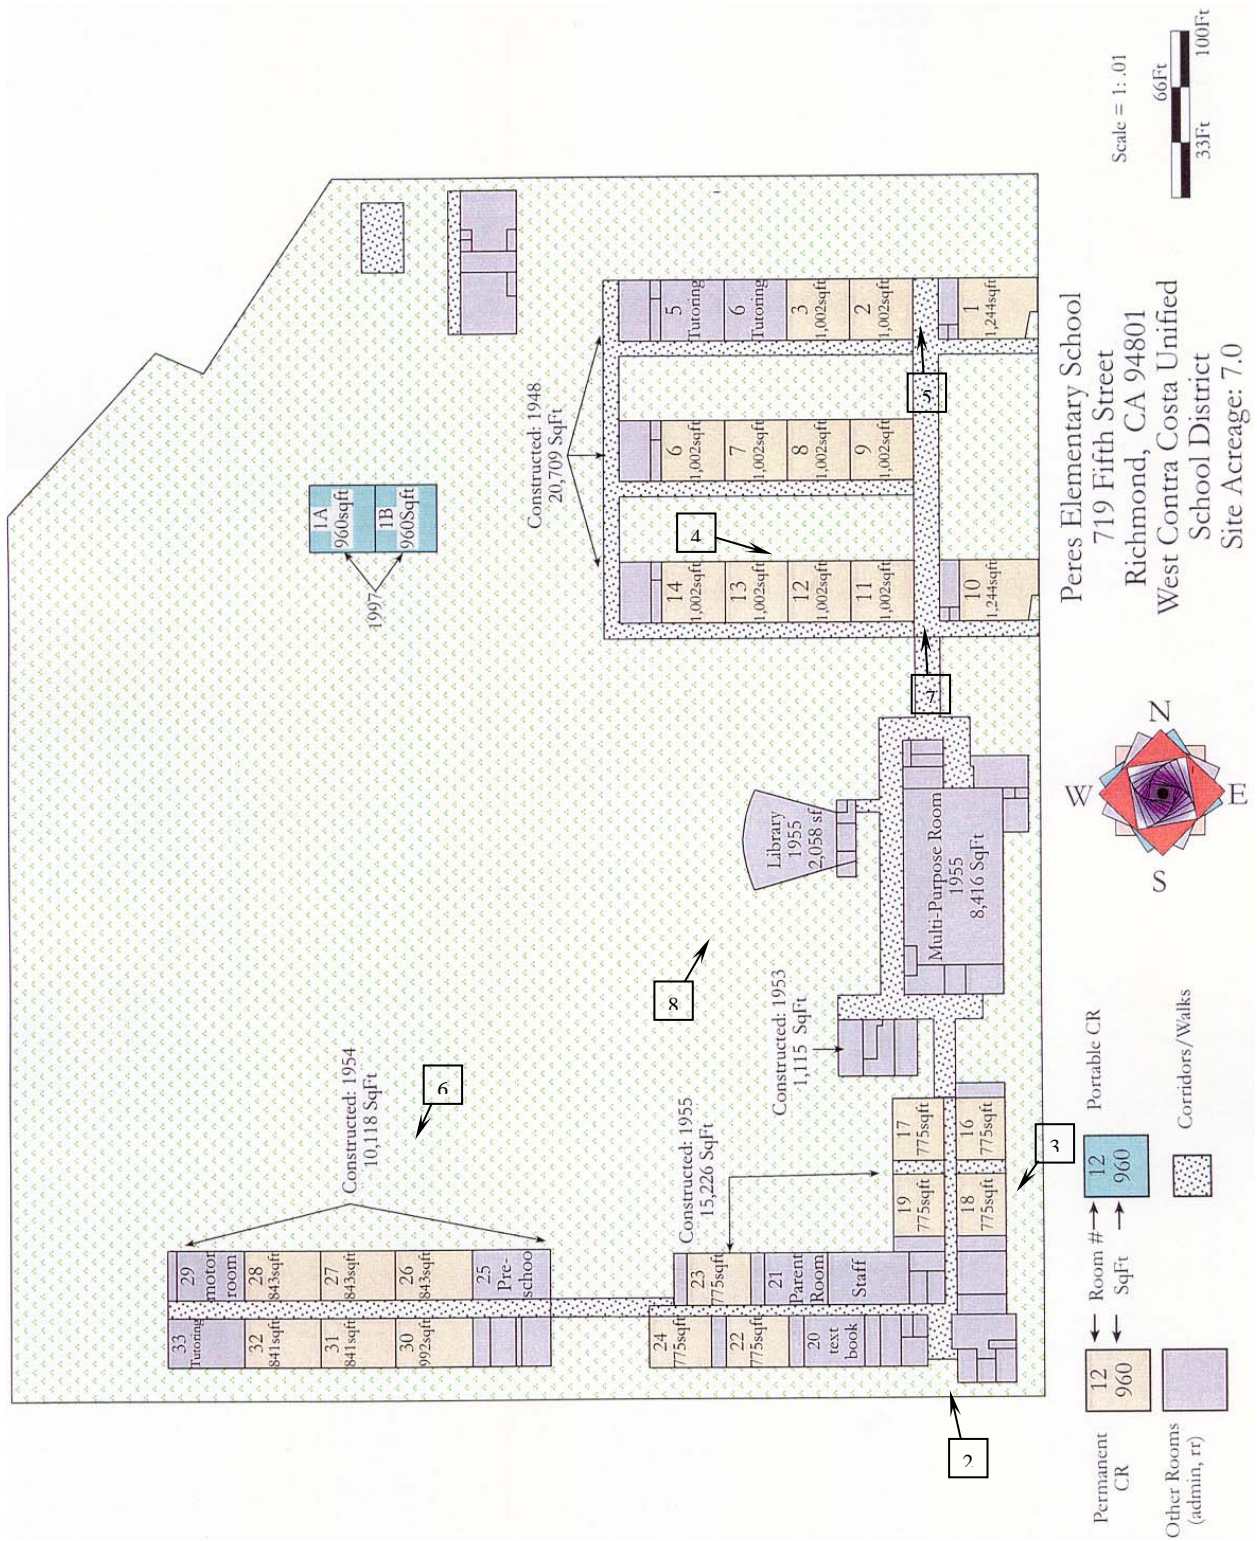 33
Tutoring
32
841sqft
31
841sqft
30
992sqft
29
motor
room
28
843sqft
27
843sqft
26
843sqft
25
Pre-
schoo
Constructed: 1954
10,118 SqFt
6
1A
960sqft
1B
960Sqft
1997
Constructed: 1948
20,709 SqFt
24
775sqft
22
775sqft
20
text
book
23
775sqft
21
Parent
Room
Staff
Constructed: 1955
15,226 SqFt
8
4
14
1,002sqft
13
1,002sqft
12
1,002sqft
11
1,002sqft
6
1,002sqft
7
1,002sqft
8
1,002sqft
9
1,002sqft
5
Tutoring
6
Tutoring
3
1,002sqft
2
1,002sqft
Library
1955
2,058 sf
Constructed: 1953
1,115 SqFt
19
775sqft
17
775sqft
18
775sqft
16
775sqft
Multi-Purpose Room
1955
8,416 SqFt
7
5
10
1,244sqft
1
1,244sqft
2
3
Permanent
CR
12
960
Room #
SqFt
12
960
Portable CR
Other Rooms
(admin, rr)
Corridors/Walks
W
N
S
E
Peres Elementary School
719 Fifth Street
Richmond, CA 94801
West Contra Costa Unified
School District
Site Acreage: 7.0
Scale = 1: .01
66Ft
33Ft
100Ft